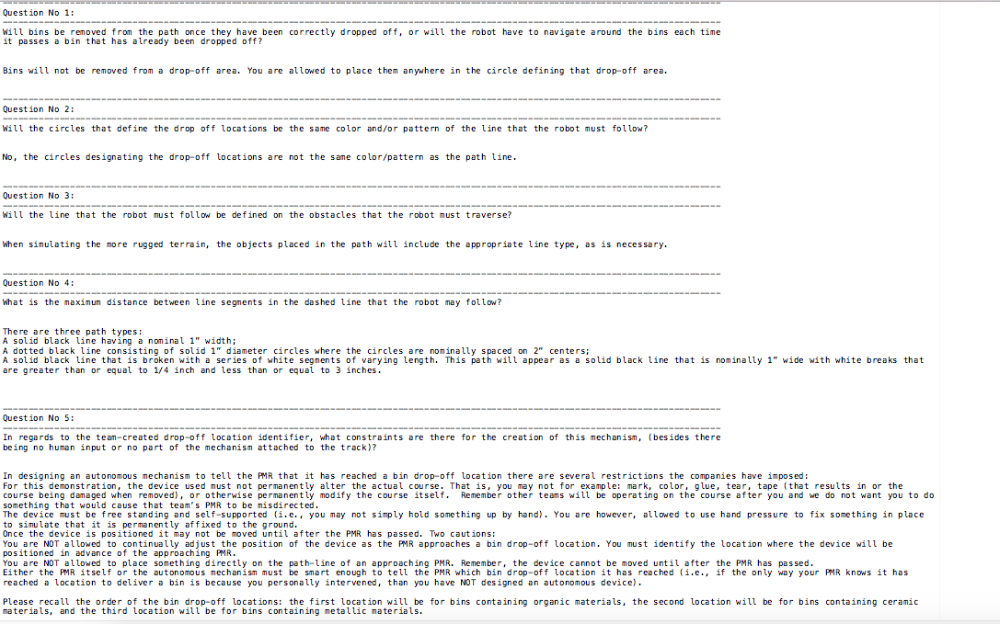 Question No 1:
Will bins be removed from the path once they have been correctly dropped off, or will the robot have to navigate around the bins each time
it passes a bin that has already been dropped off?
Bins will not be removed from a drop-off area. You are allowed to place them anywhere in the circle defining that drop-off area.
Question No 2:
Will the circles that define the drop off locations be the same color and/or pattern of the line that the robot must follow?
No, the circles designating the drop-off locations are not the same color/pattern as the path line.
Question No 3:
Will the line that the robot must follow be defined on the obstacles that the robot must traverse?
When simulating the more rugged terrain, the objects placed in the path will include the appropriate line type, as is necessary.
Question No 4:
What is the maximum distance between line segments in the dashed line that the robot may follow?
There are three path types:
A solid black line having a nominal 1” width;
A dotted black line consisting of solid 1” diameter circles where the circles are nominally spaced on 2” centers;
A solid black line that is broken with a series of white segments of varying length. This path will appear as a solid black line that is nominally 1” wide with white breaks that
are greater than or equal to 1/4 inch and less than or equal to 3 inches.
Question No 5:
In regards to the team-created drop-off location identifier, what constraints are there for the creation of this mechanism, (besides there
being no human input or no part of the mechanism attached to the track)?
In designing an autonomous mechanism to tell the PMR that it has reached a bin drop-off location there are several restrictions the companies have imposed:
For this demonstration, the device used must not permanently alter the actual course. That is, you may not for example: mark, color, glue, tear, tape (that results in or the
course being damaged when removed), or otherwise permanently modify the course itself.  Remember other teams will be operating on the course after you and we do not want you to do
something that would cause that team’s PMR to be misdirected.
The device must be free standing and self-supported (i.e., you may not simply hold something up by hand). You are however, allowed to use hand pressure to fix something in place
to simulate that it is permanently affixed to the ground.
Once the device is positioned it may not be moved until after the PMR has passed. Two cautions:
You are NOT allowed to continually adjust the position of the device as the PMR approaches a bin drop-off location. You must identify the location where the device will be
positioned in advance of the approaching PMR.
You are NOT allowed to place something directly on the path-line of an approaching PMR. Remember, the device cannot be moved until after the PMR has passed.
Either the PMR itself or the autonomous mechanism must be smart enough to tell the PMR which bin drop-off location it has reached (i.e., if the only way your PMR knows it has
reached a location to deliver a bin is because you personally intervened, than you have NOT designed an autonomous device).
Please recall the order of the bin drop-off locations: the first location will be for bins containing organic materials, the second location will be for bins containing ceramic
materials, and the third location will be for bins containing metallic materials.